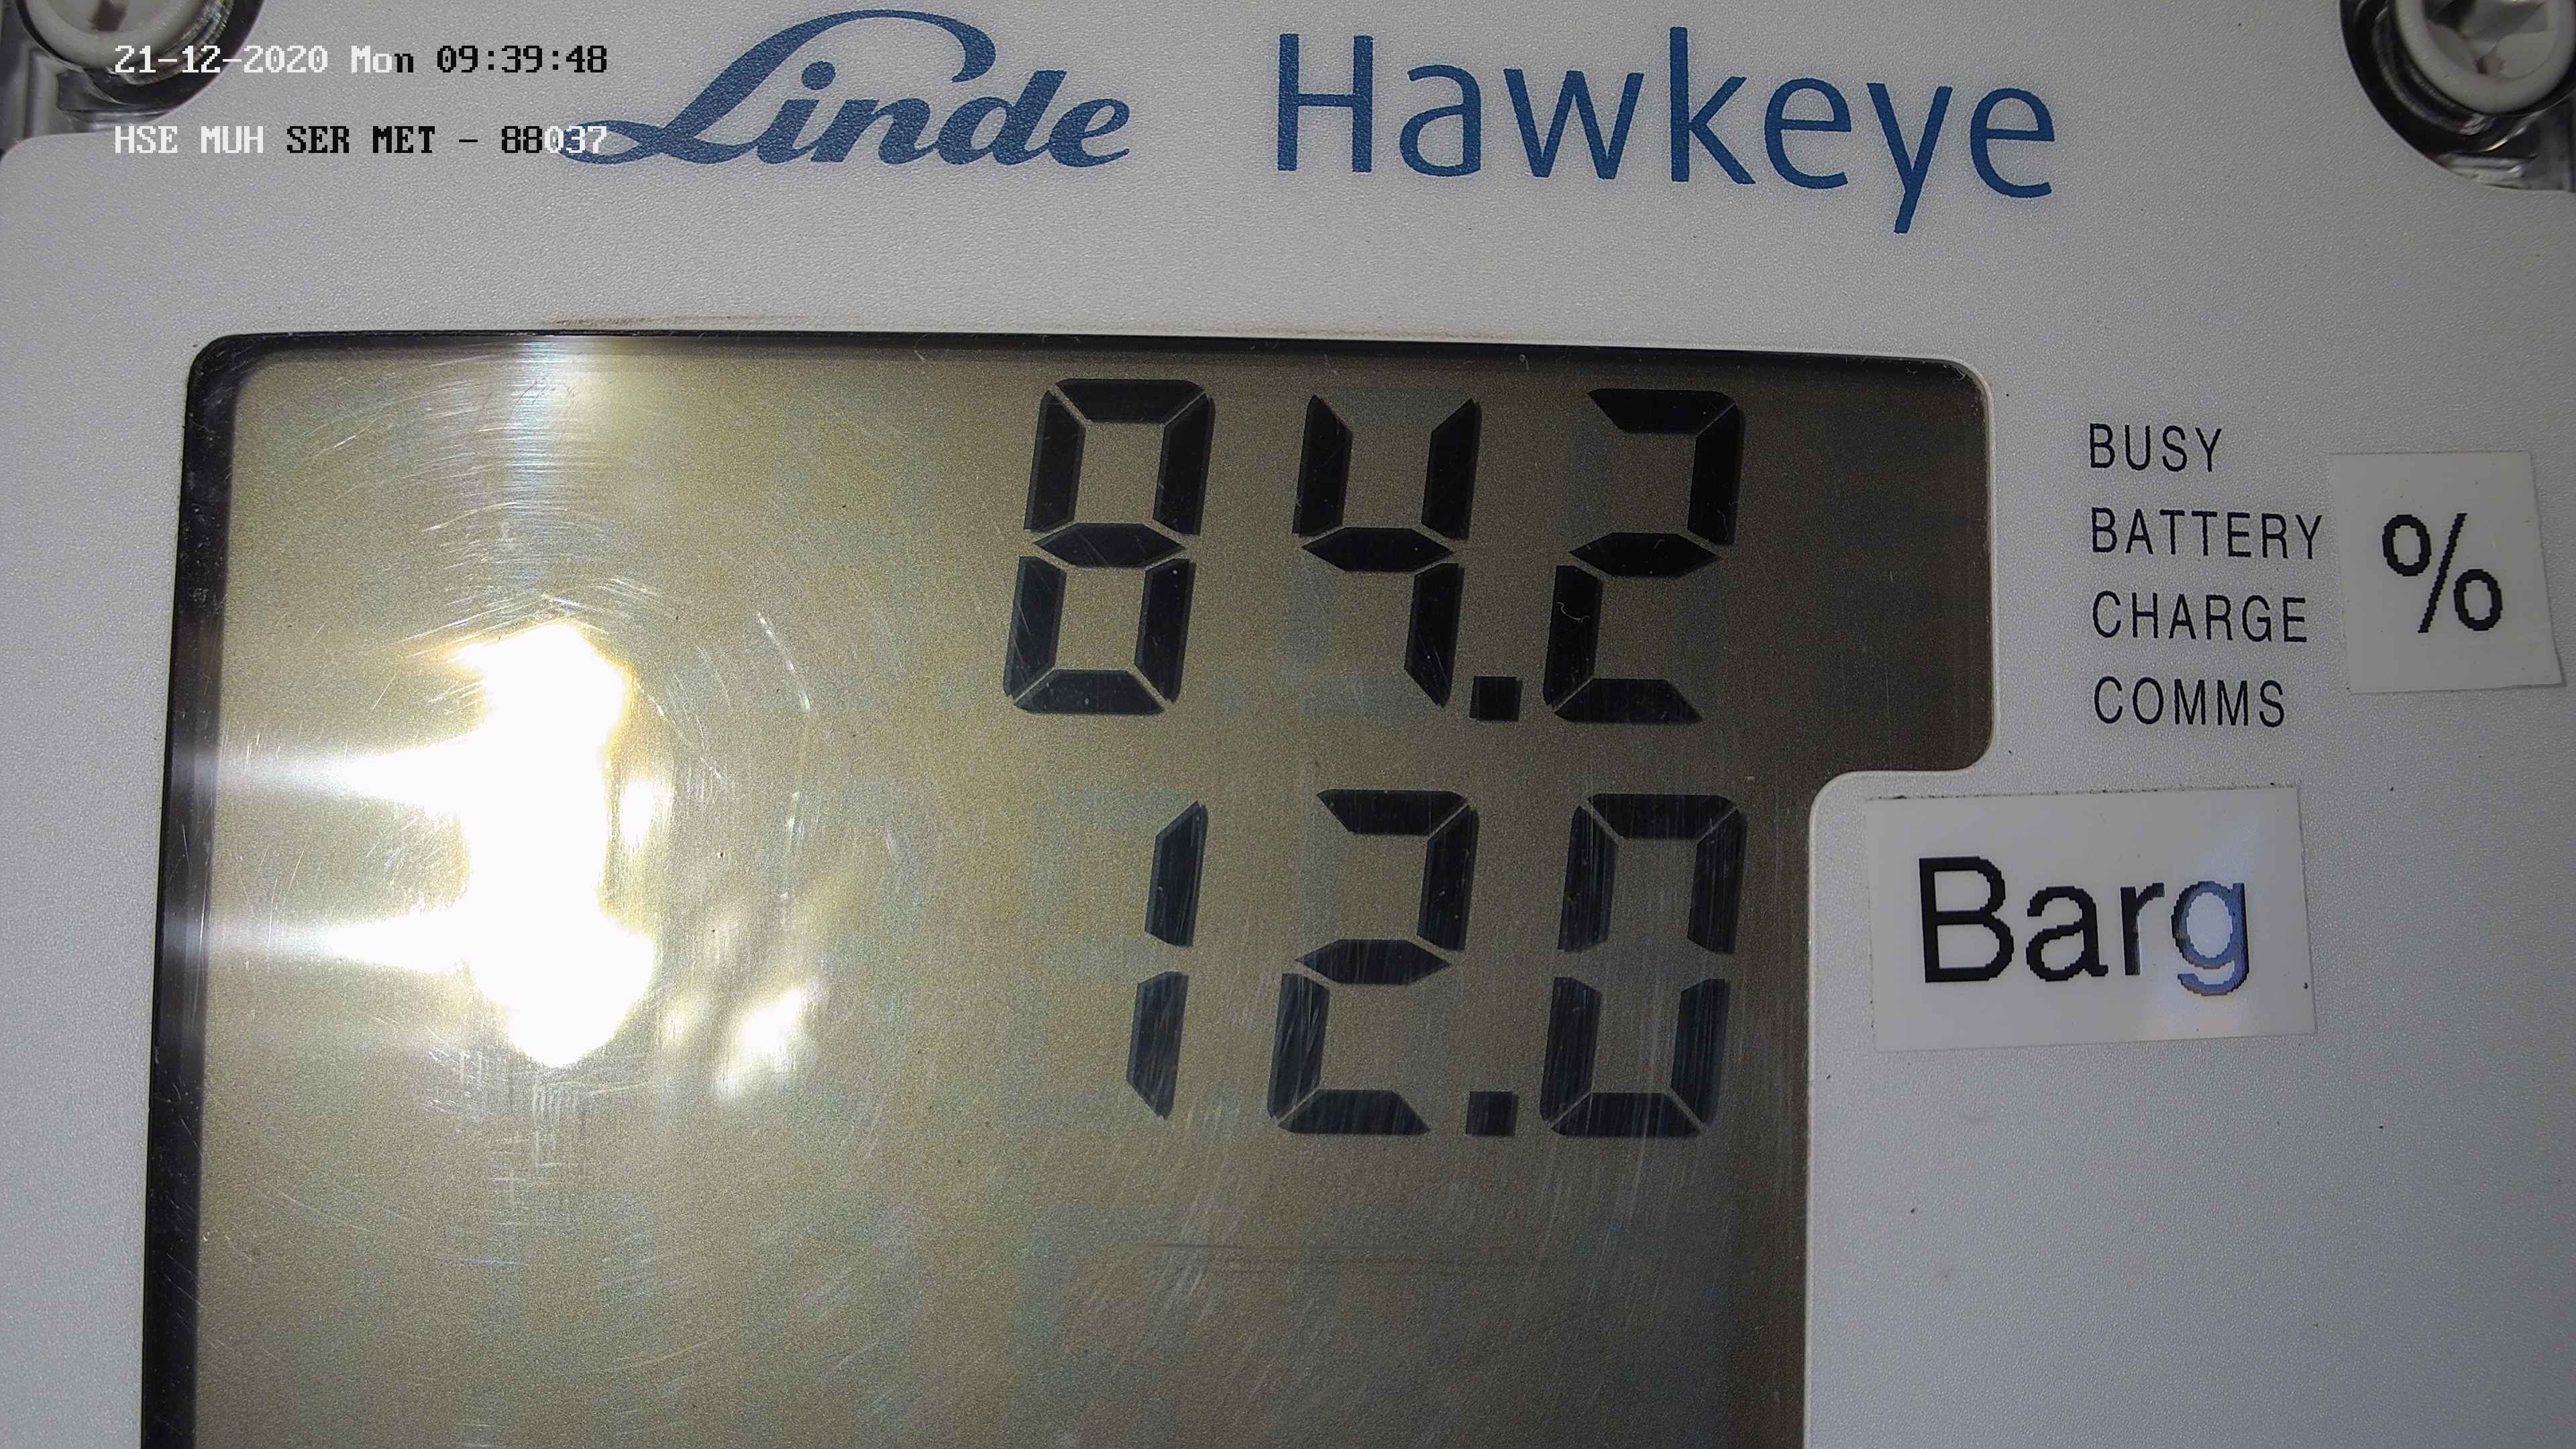 21-12-2020 Mon 09:39:48
HSE MUH SER MET - 88037
Linde Hawkeye
84.2
BUSY
BATTERY
CHARGE
COMMS
%
12.0
Barg